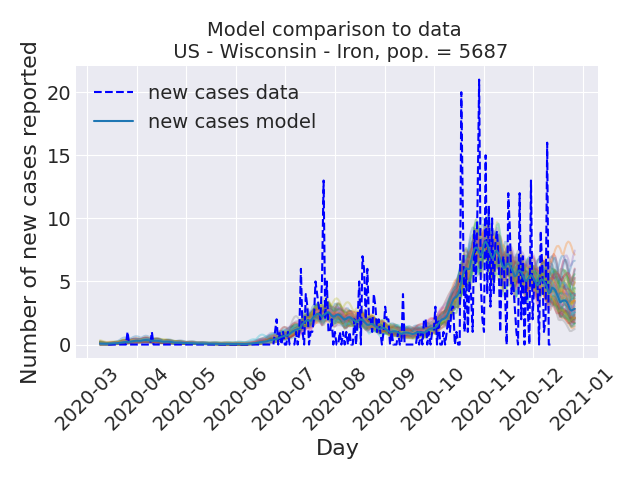 Model comparison to data
US - Wisconsin - Iron, pop. = 5687
Number of new cases reported
20
15
10
5
0
new cases data
new cases model
2020-03
2020-04
2020-05
2020-06
2020-07
2020-08
2020-09
2020-10
2020-11
2020-12
2021-01
Day